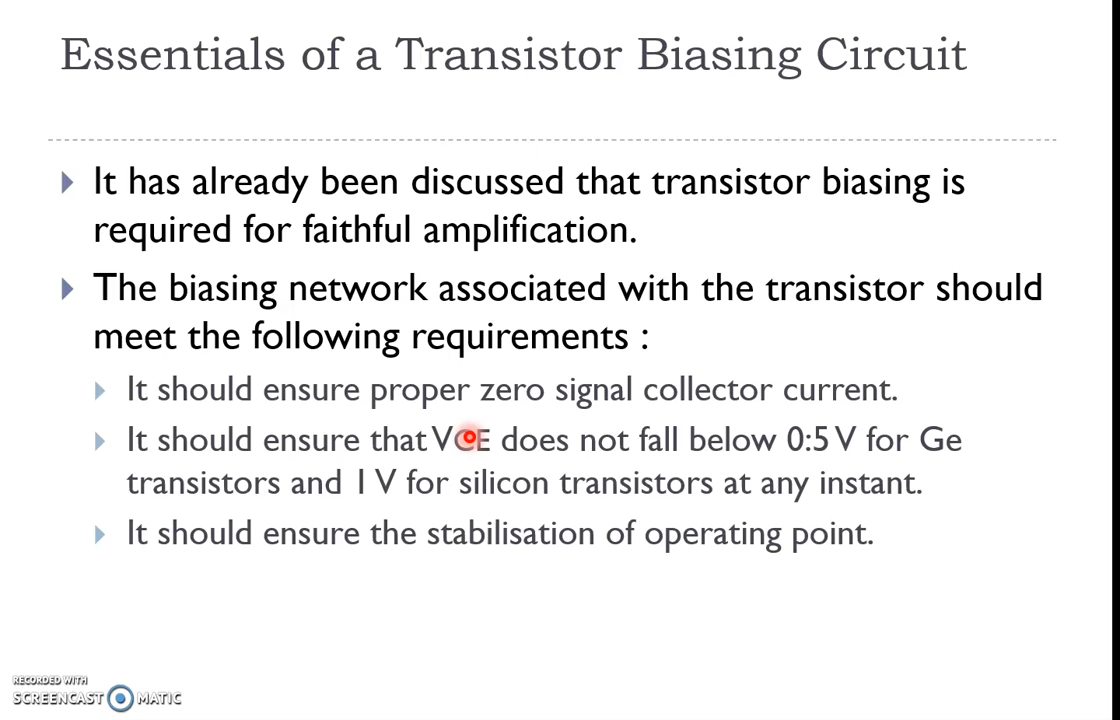 Essentials of a Transistor Biasing Circuit
It has already been discussed that transistor biasing is
required for faithful amplification.
The biasing network associated with the transistor should
meet the following requirements :
It should ensure proper zero signal collector current.
It should ensure that VCE does not fall below 0:5 V for Ge
transistors and 1 V for silicon transistors at any instant.
It should ensure the stabilisation of operating point.
RECORDED WITH
SCREENCAST MATIC